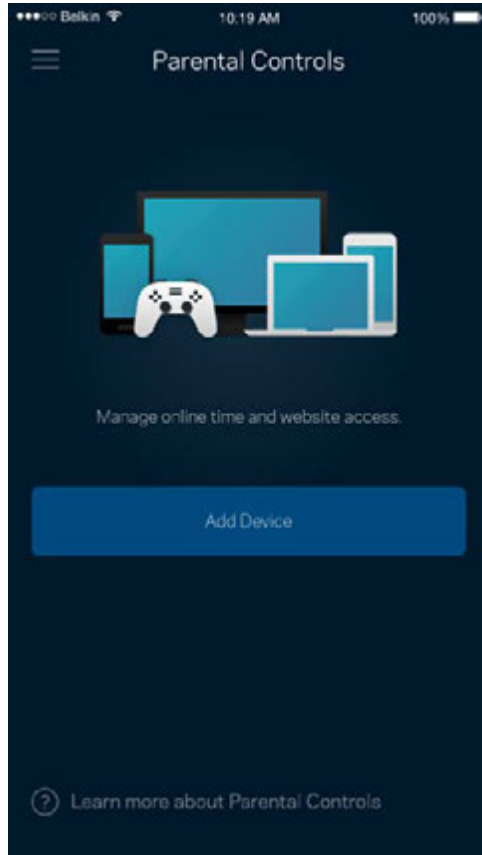 Belkin 10:19 AM 100%
Parental Controls
Manage online time and website access.
Add Device
? Learn more about Parental Controls